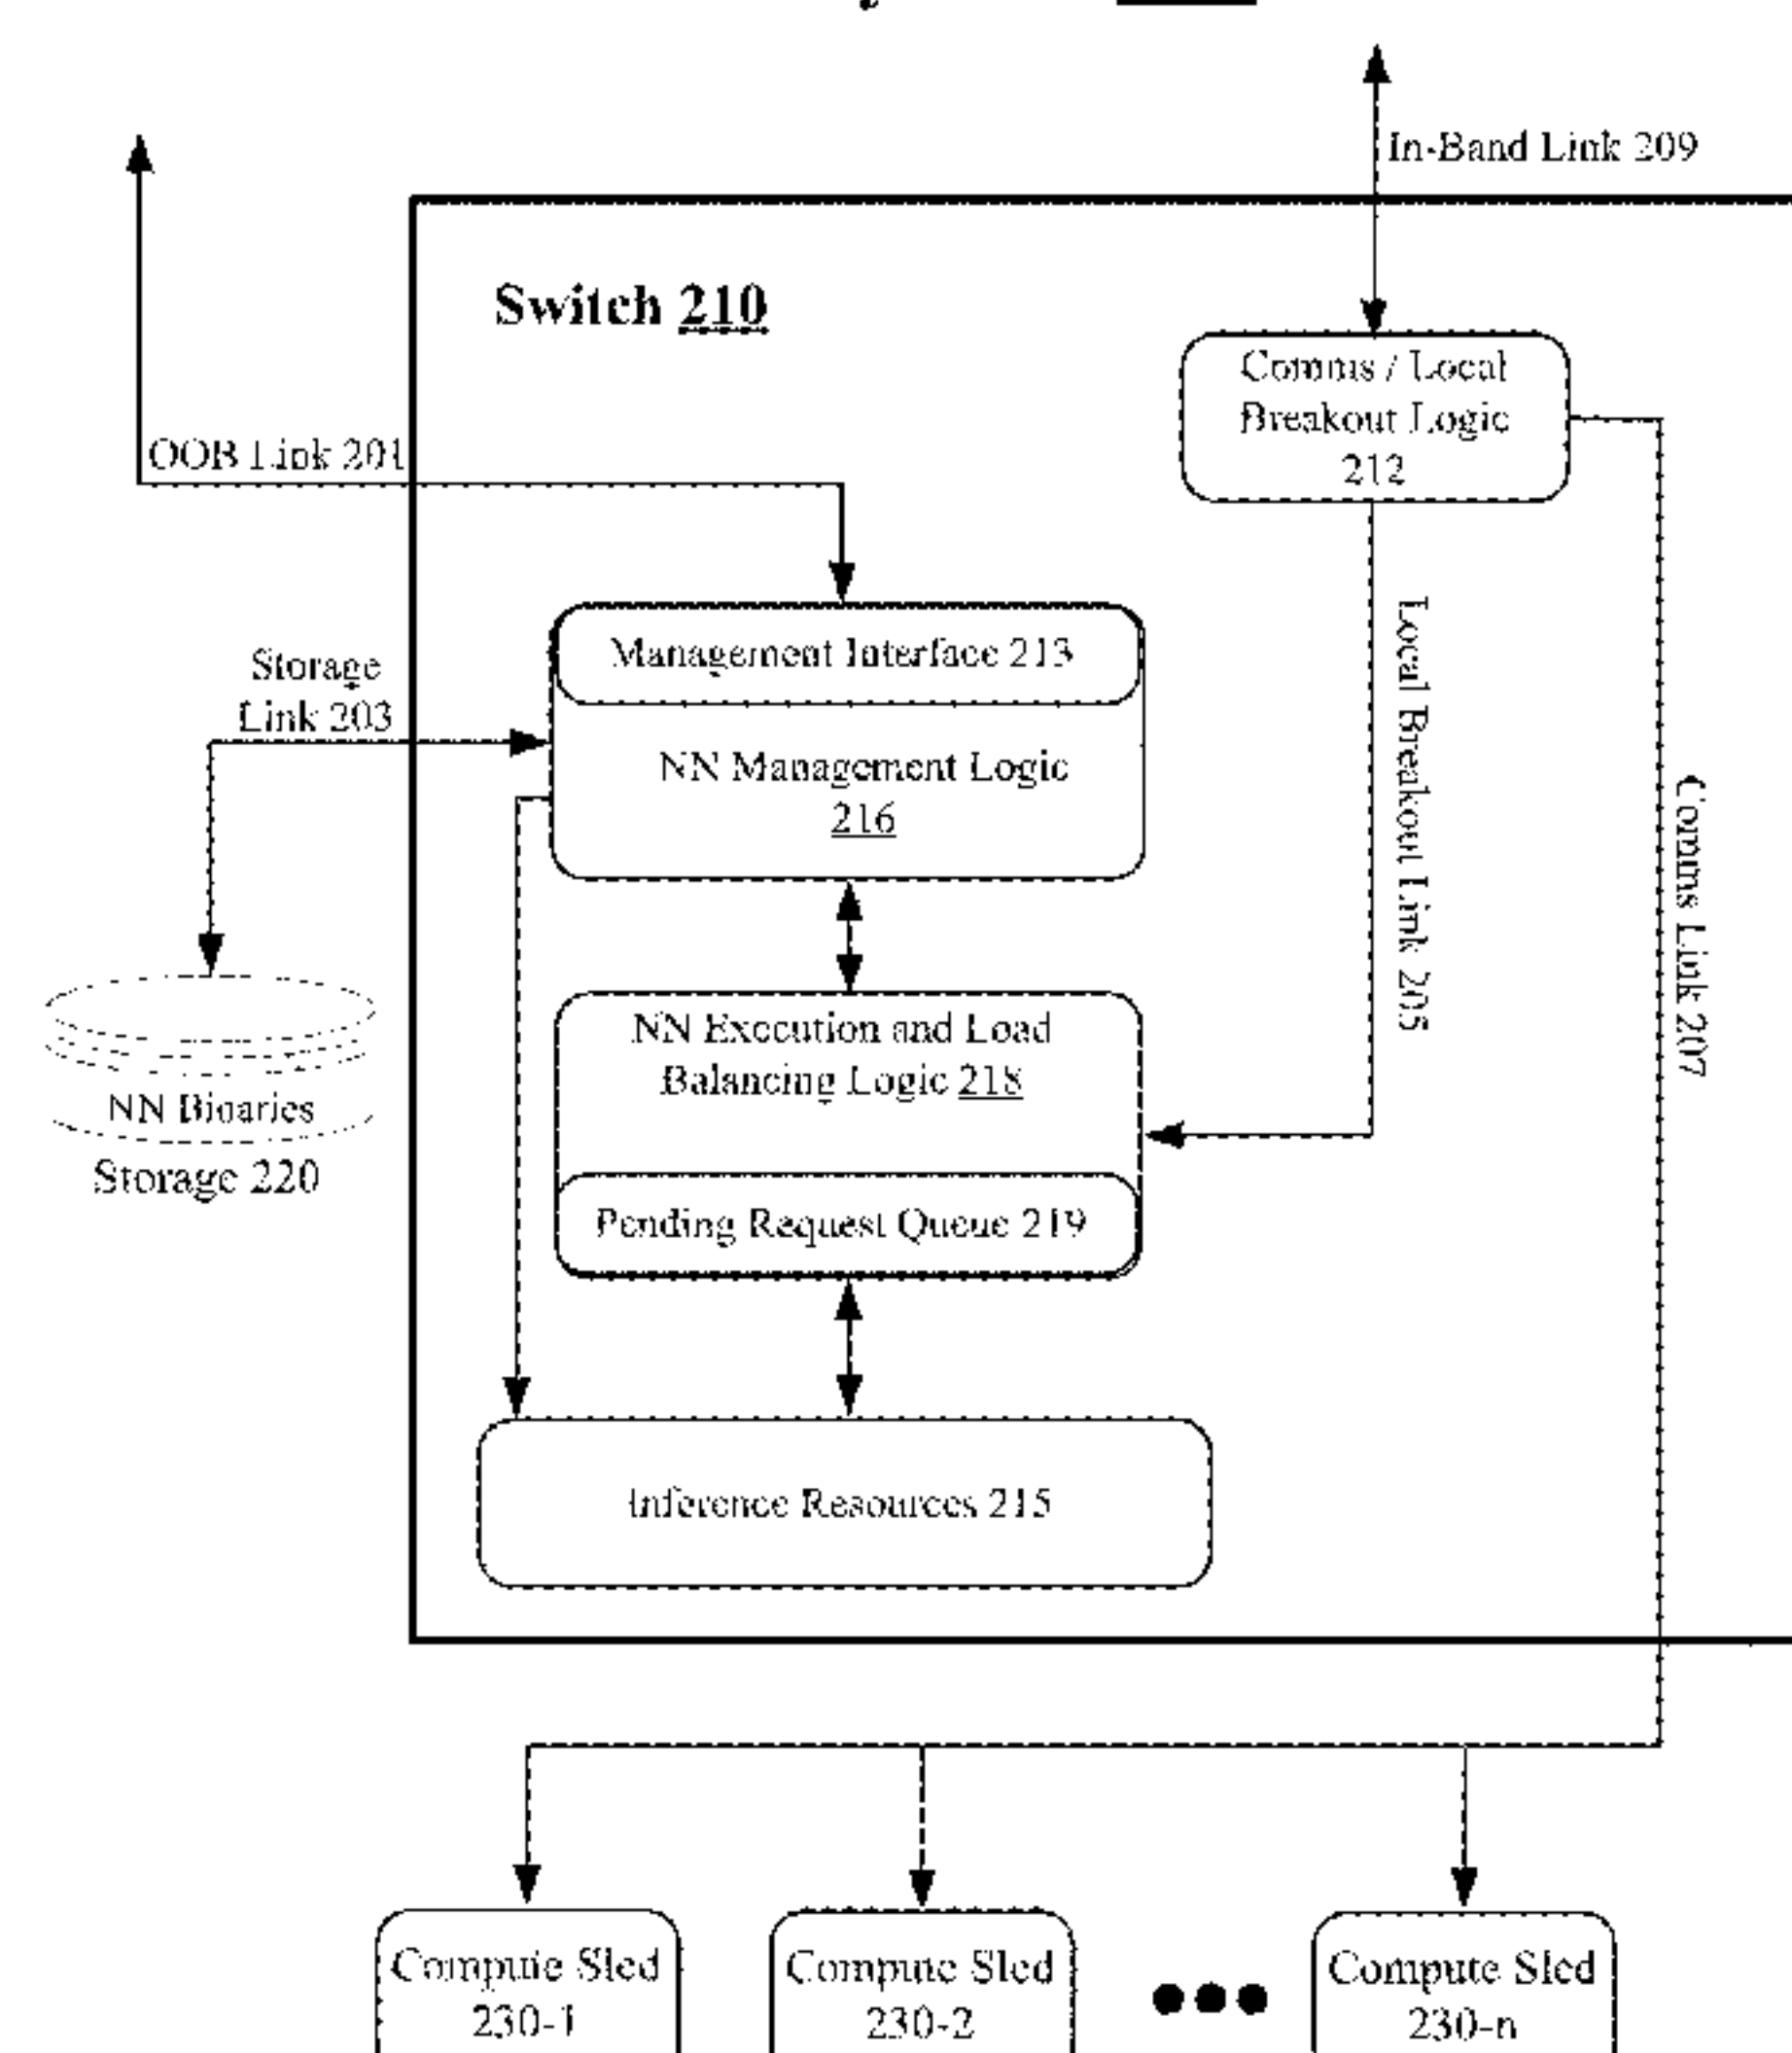 In-Band Link 209
Switch 210
Comms / Local
Breakout Logic
212
OOB Link 201
Management Interface 213
Storage
Link 203
NN Management Logic
216
Local Breakout Link 205
Comms Link 207
NN Execution and Load
Balancing Logic 218
NN Binaries
Storage 220
Pending Request Queue 219
Inference Resources 215
Compute Sled
230-1
Compute Sled
230-2
Compute Sled
230-n